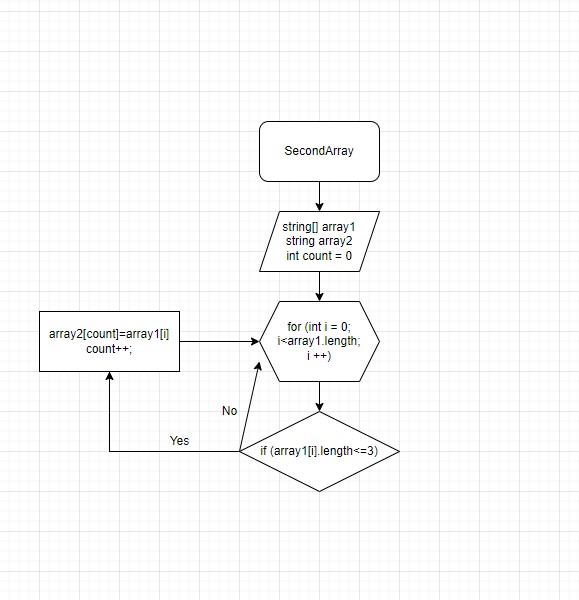 SecondArray
string[] array1
string array2
int count = 0
for (int i = 0;
i<array1.length;
i ++)
array2[count]=array1[i]
count++;
No
Yes
if (array1[i].length<=3)